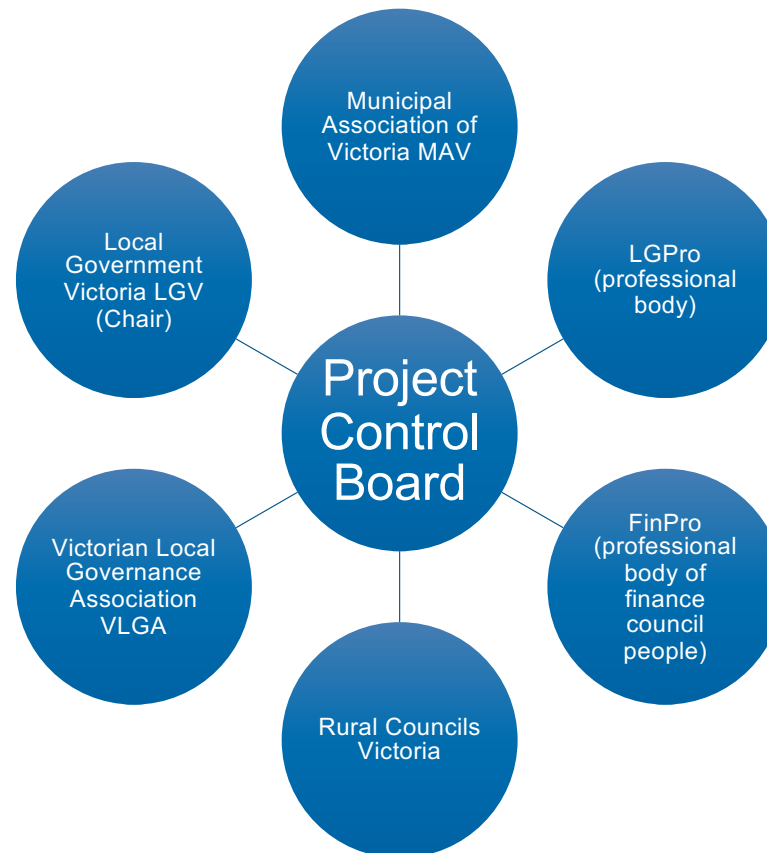 Municipal
Association of
Victoria MAV
Local
Government
Victoria LGV
(Chair)
LGPro
(professional
body)
Project
Control
Board
Victorian Local
Governance
Association
VLGA
FinPro
(professional
body of
finance
council
people)
Rural Councils
Victoria